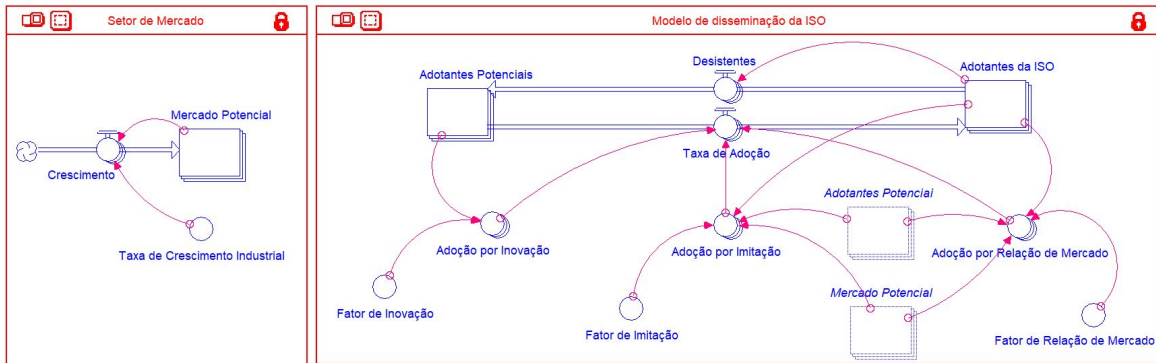 Setor de Mercado
Mercado Potencial
Crescimento
Taxa de Crescimento Industrial
Modelo de disseminação da ISO
Desistentes
Adotantes da ISO
Adotantes Potenciais
Taxa de Adoção
Adotantes Potenciai
Adoção por Inovação
Adoção por Imitação
Adoção por Relação de Mercado
Mercado Potencial
Fator de Inovação
Fator de Imitação
Fator de Relação de Mercado